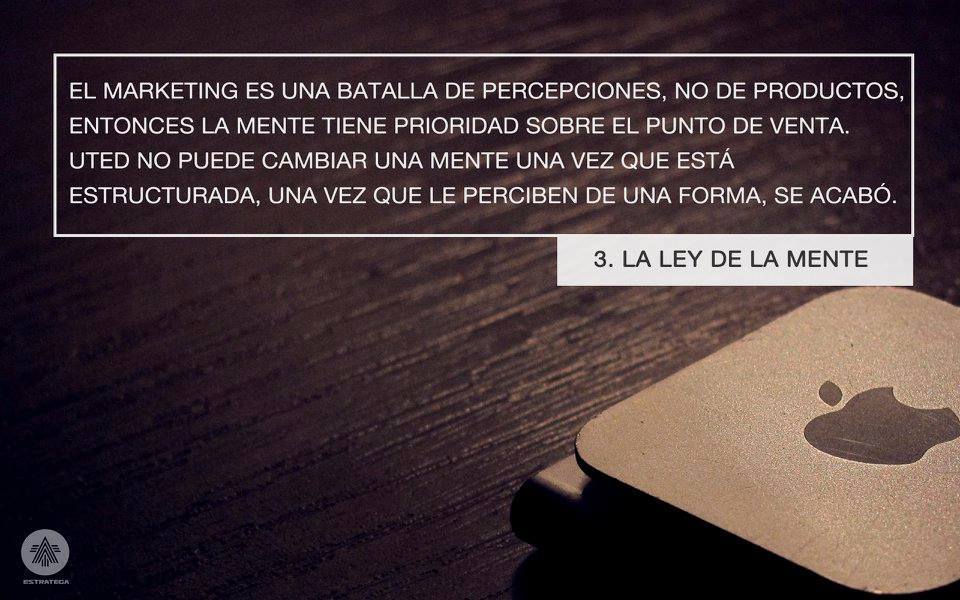 EL MARKETING ES UNA BATALLA DE PERCEPCIONES, NO DE PRODUCTOS,
ENTONCES LA MENTE TIENE PRIORIDAD SOBRE EL PUNTO DE VENTA.
UTED NO PUEDE CAMBIAR UNA MENTE UNA VEZ QUE ESTÁ
ESTRUCTURADA, UNA VEZ QUE LE PERCIBEN DE UNA FORMA, SE ACABÓ.
3. LA LEY DE LA MENTE
ESTRATEGA